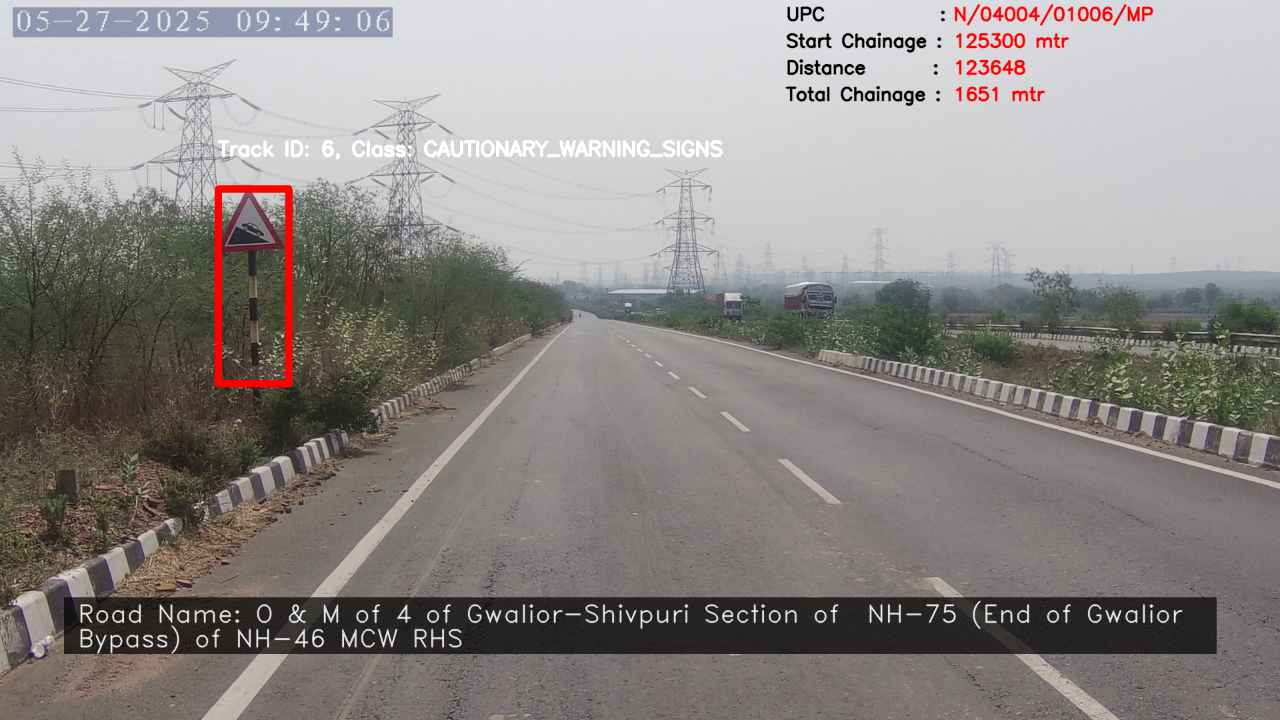 05-27-2025 09:49:06
UPC : N/04004/01006/MP
Start Chainage : 125300 mtr
Distance : 123648
Total Chainage : 1651 mtr
Track ID: 6, Class: CAUTIONARY_WARNING_SIGNS
Road Name: O & M of 4 of Gwalior-Shivpuri Section of NH-75 (End of Gwalior
Bypass) of NH-46 MCW RHS